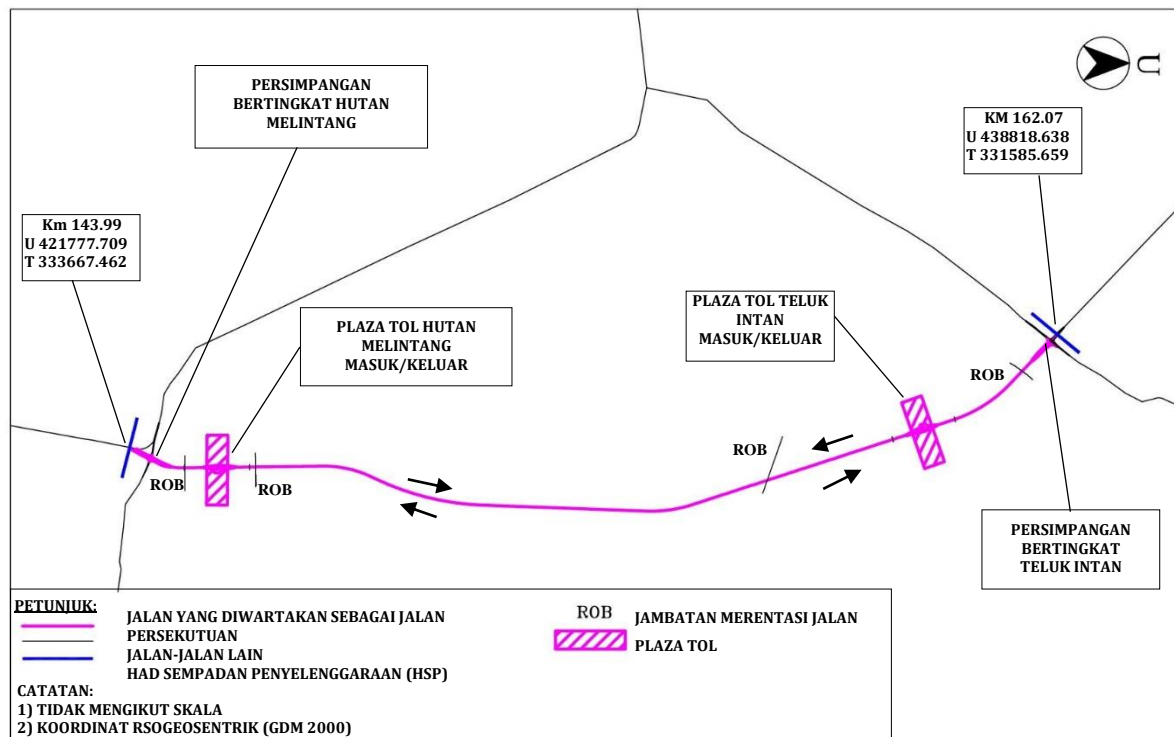 U
PERSIMPANGAN
BERTINGKAT HUTAN
MELINTANG
KM 162.07
U 438818.638
T 331585.659
Km 143.99
U 421777.709
T 333667.462
PLAZA TOL HUTAN
MELINTANG
MASUK/KELUAR
PLAZA TOL TELUK
INTAN
MASUK/KELUAR
ROB
ROB
ROB
ROB
PERSIMPANGAN
BERTINGKAT
TELUK INTAN
PETUNJUK:
JALAN YANG DIWARTAKAN SEBAGAI JALAN
PERSEKUTUAN
JALAN-JALAN LAIN
HAD SEMPADAN PENYELENGGARAAN (HSP)
ROB JAMBATAN MERENTASI JALAN
PLAZA TOL
CATATAN:
1) TIDAK MENGIKUT SKALA
2) KOORDINAT RSOGEOSENTRIK (GDM 2000)